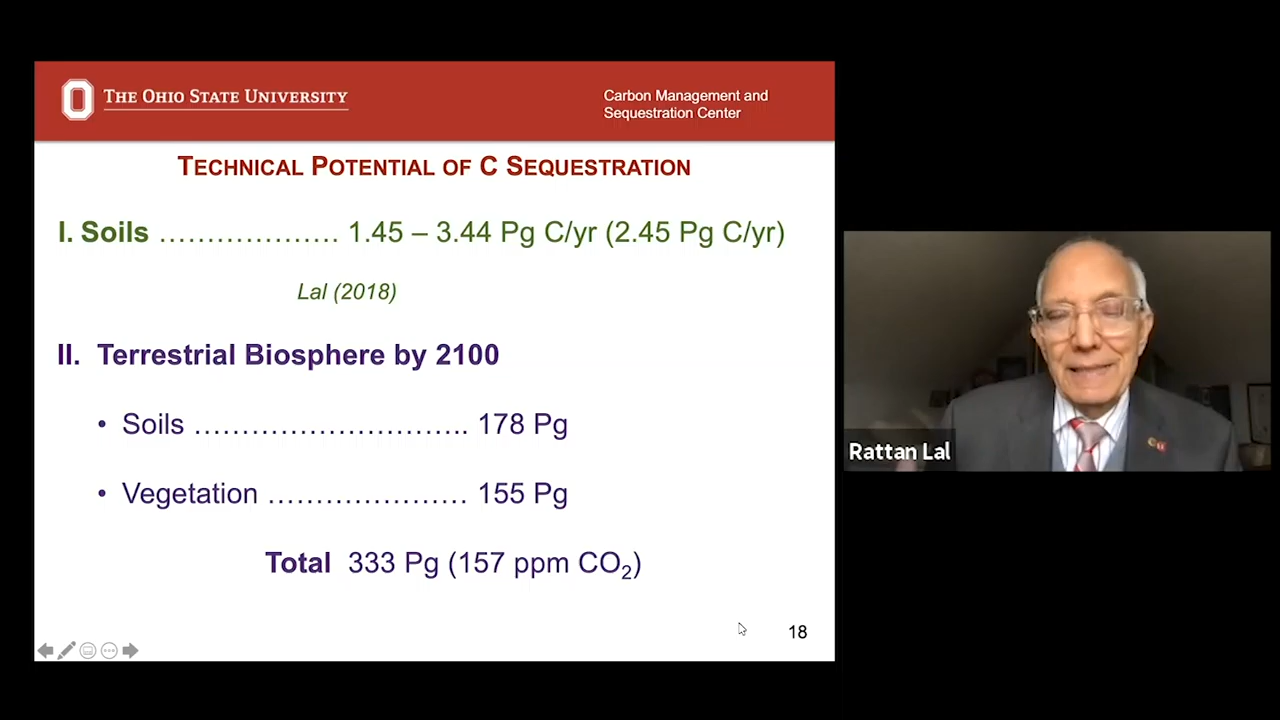 THE OHIO STATE UNIVERSITY
Carbon Management and
Sequestration Center
TECHNICAL POTENTIAL OF C SEQUESTRATION
I. Soils ………………. 1.45 – 3.44 Pg C/yr (2.45 Pg C/yr)
Lal (2018)
II. Terrestrial Biosphere by 2100
• Soils ……………………….. 178 Pg
• Vegetation ………………… 155 Pg
Total 333 Pg (157 ppm CO₂)
18
Rattan Lal